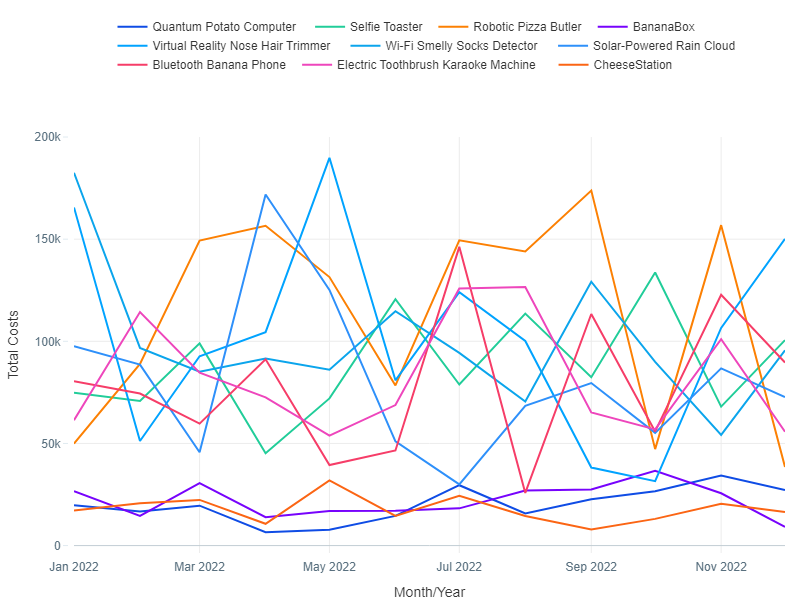 Quantum Potato Computer Selfie Toaster Robotic Pizza Butler BananaBox
Virtual Reality Nose Hair Trimmer Wi-Fi Smelly Socks Detector Solar-Powered Rain Cloud
Bluetooth Banana Phone Electric Toothbrush Karaoke Machine CheeseStation
200k
150k
100k
50k
0
Total Costs
Jan 2022 Mar 2022 May 2022 Jul 2022 Sep 2022 Nov 2022
Month/Year